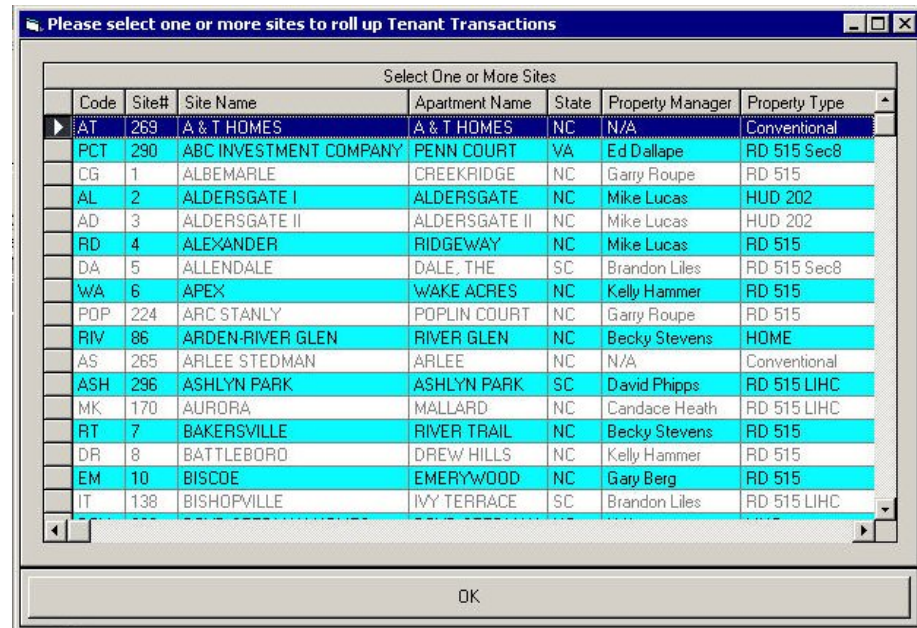 Please select one or more sites to roll up Tenant Transactions
Select One or More Sites
Code Site# Site Name Apartment Name State Property Manager Property Type
AT 269 A & T HOMES A & T HOMES NC N/A Conventional
PCT 290 ABC INVESTMENT COMPANY PENN COURT VA Ed Dallape RD 515 Sec8
CG 1 ALBEMARLE CREEKRIDGE NC Garry Roupe RD 515
AL 2 ALDERSGATE I ALDERSGATE NC Mike Lucas HUD 202
AD 3 ALDERSGATE II ALDERSGATE II NC Mike Lucas HUD 202
RD 4 ALEXANDER RIDGEWAY NC Mike Lucas RD 515
DA 5 ALLENDALE DALE, THE SC Brandon Liles RD 515 Sec8
WA 6 APEX WAKE ACRES NC Kelly Hammer RD 515
POP 224 ARC STANLY POPLIN COURT NC Garry Roupe RD 515
RIV 86 ARDEN-RIVER GLEN RIVER GLEN NC Becky Stevens HOME
AS 265 ARLEE STEDMAN ARLEE NC N/A Conventional
ASH 296 ASHLYN PARK ASHLYN PARK SC David Phipps RD 515 LIHC
MK 170 AURORA MALLARD NC Candace Heath RD 515 LIHC
RT 7 BAKERSVILLE RIVER TRAIL NC Becky Stevens RD 515
DR 8 BATTLEBORO DREW HILLS NC Kelly Hammer RD 515
EM 10 BISCOE EMERYWOOD NC Gary Berg RD 515
IT 138 BISHOPVILLE IVY TERRACE SC Brandon Liles RD 515 LIHC
OK